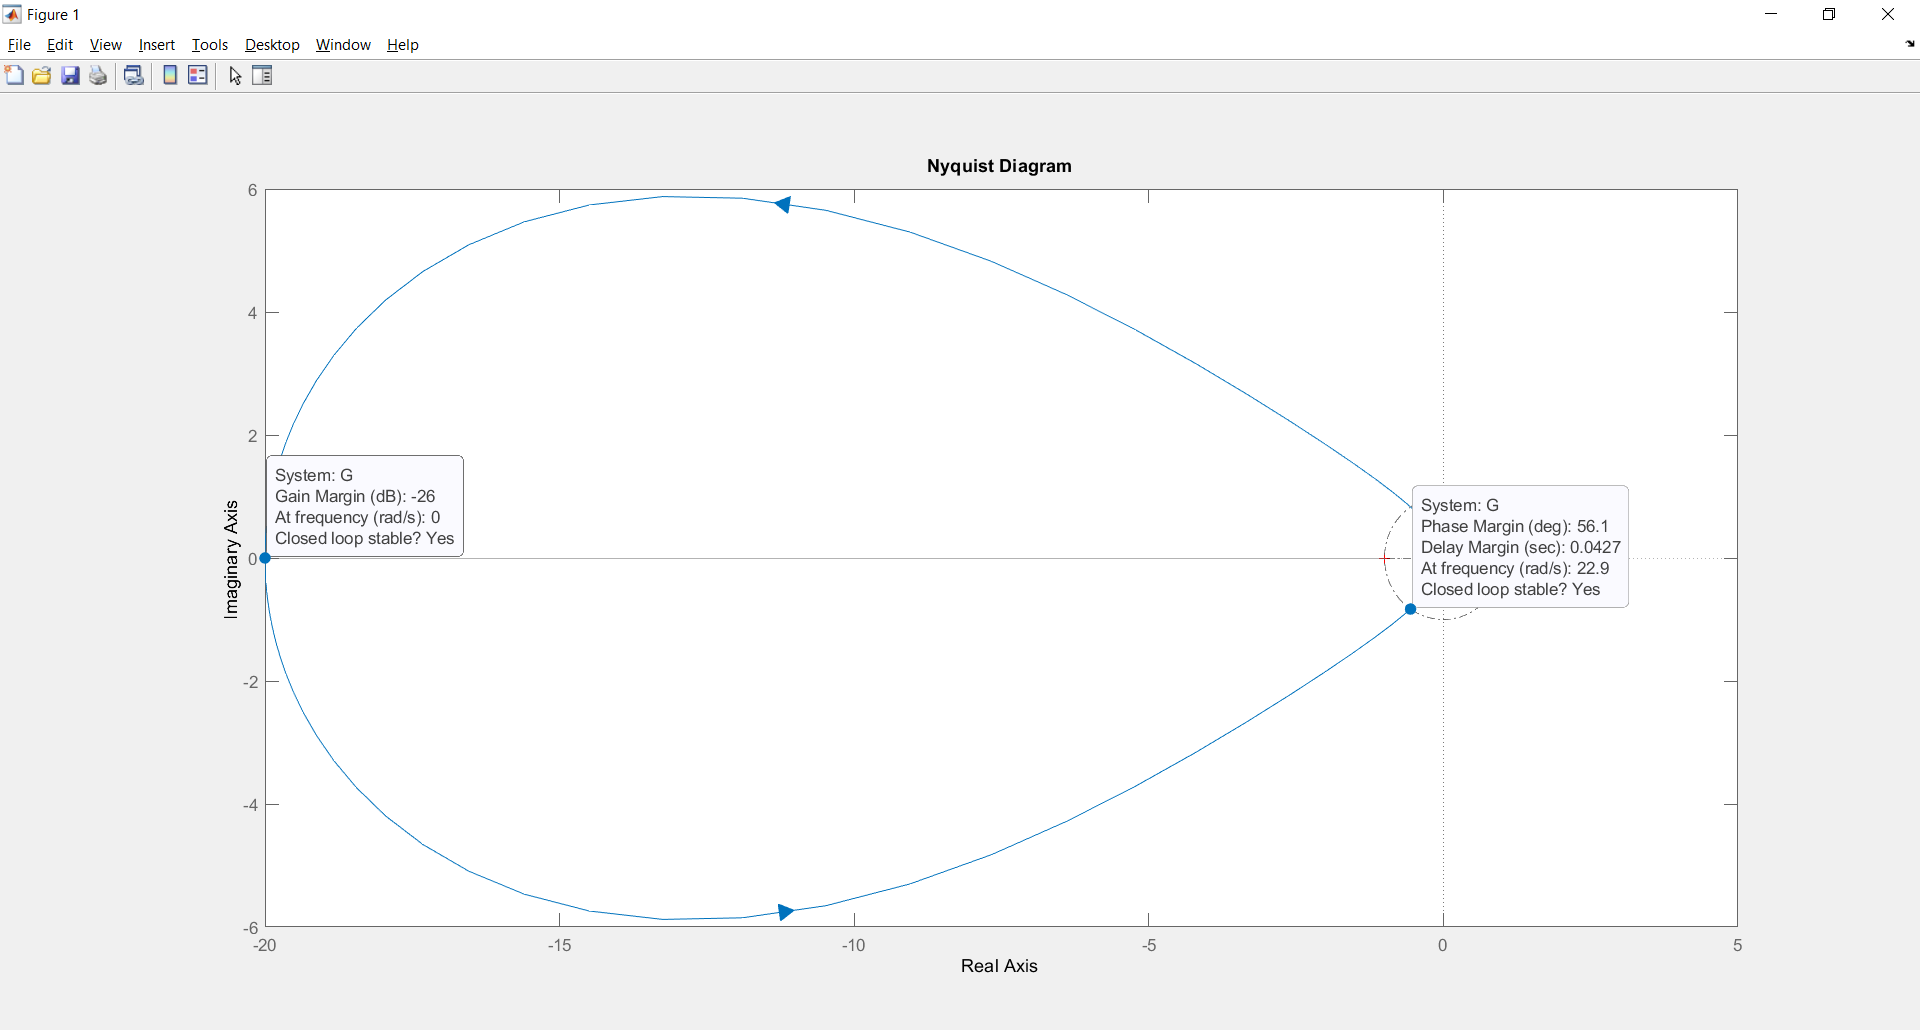 Figure 1
File Edit View Insert Tools Desktop Window Help
Nyquist Diagram
6
4
2
0
-2
-4
-6
Imaginary Axis
System: G
Gain Margin (dB): -26
At frequency (rad/s): 0
Closed loop stable? Yes
System: G
Phase Margin (deg): 56.1
Delay Margin (sec): 0.0427
At frequency (rad/s): 22.9
Closed loop stable? Yes
-20 -15 -10 -5 0 5
Real Axis